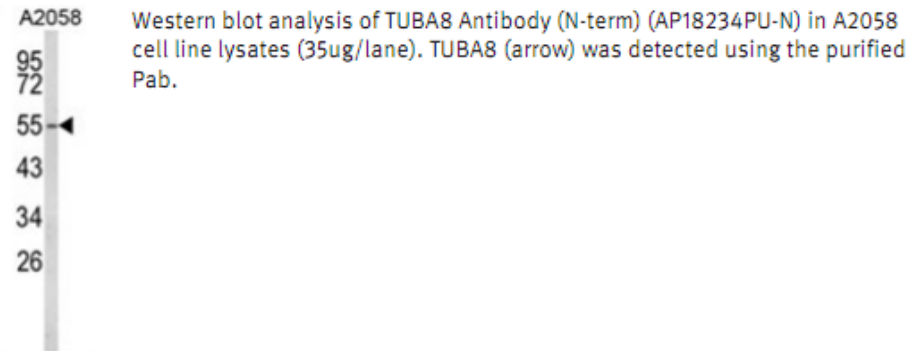 A2058
Western blot analysis of TUBA8 Antibody (N-term) (AP18234PU-N) in A2058
cell line lysates (35ug/lane). TUBA8 (arrow) was detected using the purified
Pab.
95
72
55
43
34
26